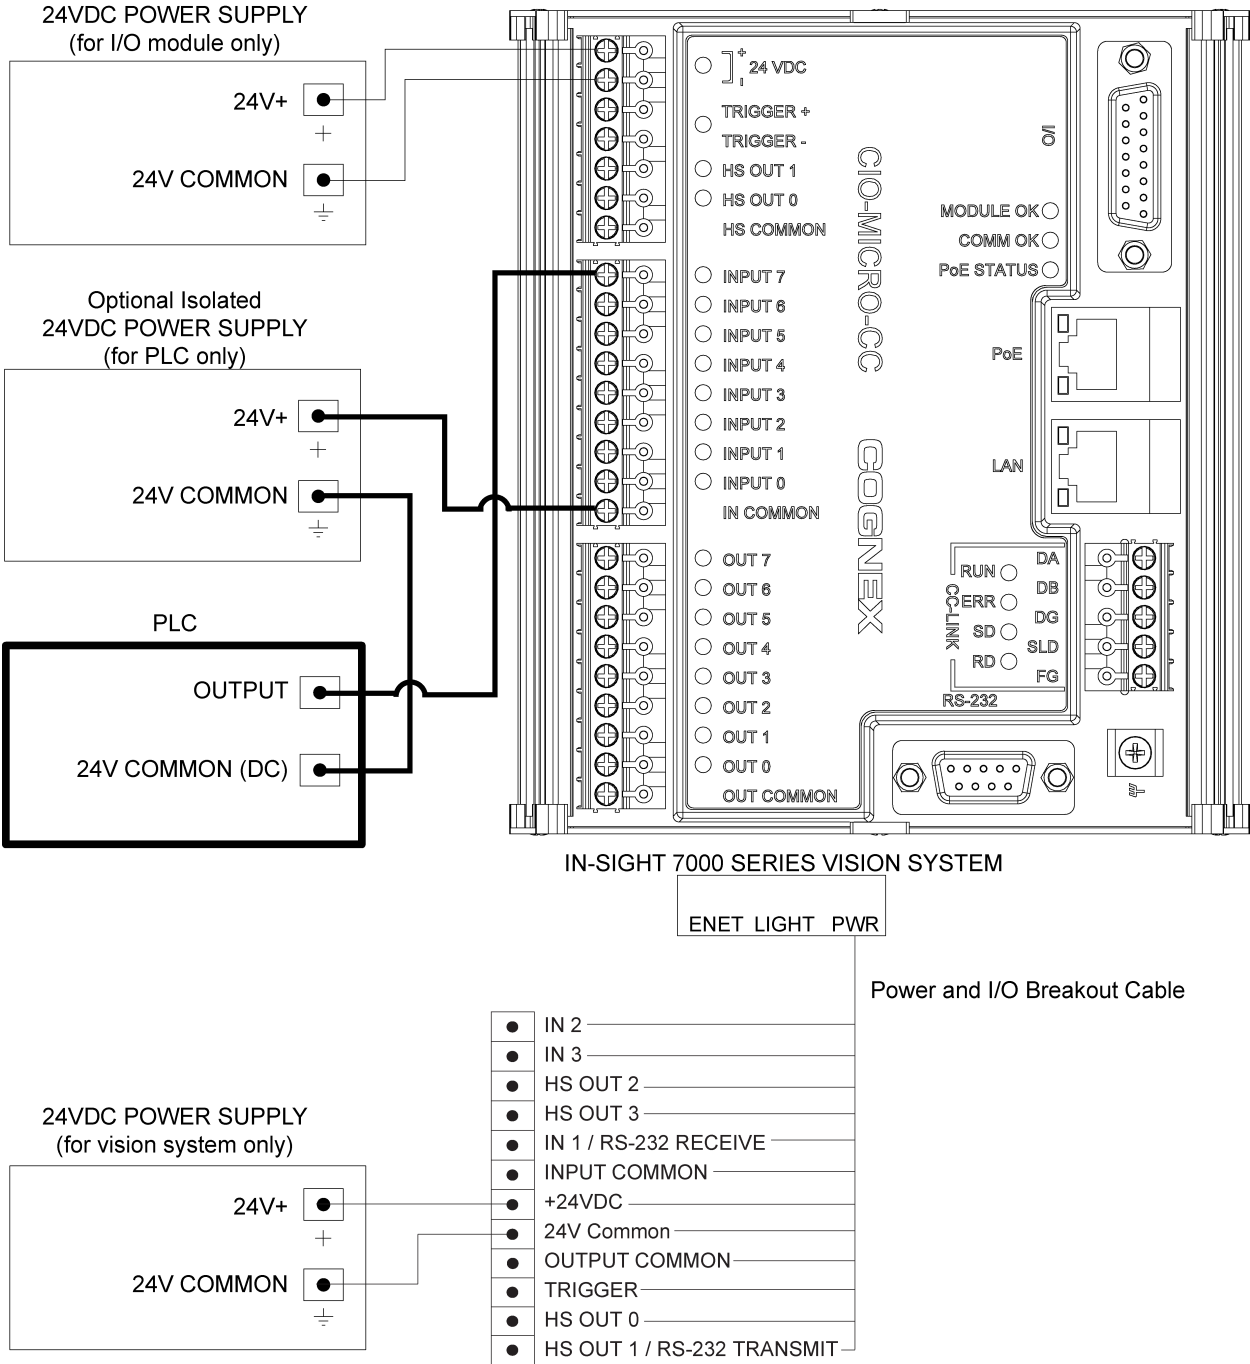 24VDC POWER SUPPLY
(for I/O module only)
24V+
+
24V COMMON
Optional Isolated
24VDC POWER SUPPLY
(for PLC only)
24V+
+
24V COMMON
PLC
OUTPUT
24V COMMON (DC)
+
24 VDC
-
TRIGGER +
TRIGGER -
HS OUT 1
HS OUT 0
HS COMMON
INPUT 7
INPUT 6
INPUT 5
INPUT 4
INPUT 3
INPUT 2
INPUT 1
INPUT 0
IN COMMON
OUT 7
OUT 6
OUT 5
OUT 4
OUT 3
OUT 2
OUT 1
OUT 0
OUT COMMON
CIO-MICRO-CC
COGNEX
I/O
MODULE OK
COMM OK
PoE STATUS
PoE
LAN
CC-LINK
RUN
ERR
SD
RD
DA
DB
DG
SLD
FG
RS-232
IN-SIGHT 7000 SERIES VISION SYSTEM
ENET LIGHT PWR
Power and I/O Breakout Cable
IN 2
IN 3
HS OUT 2
HS OUT 3
IN 1 / RS-232 RECEIVE
INPUT COMMON
+24VDC
24V Common
OUTPUT COMMON
TRIGGER
HS OUT 0
HS OUT 1 / RS-232 TRANSMIT
24VDC POWER SUPPLY
(for vision system only)
24V+
+
24V COMMON